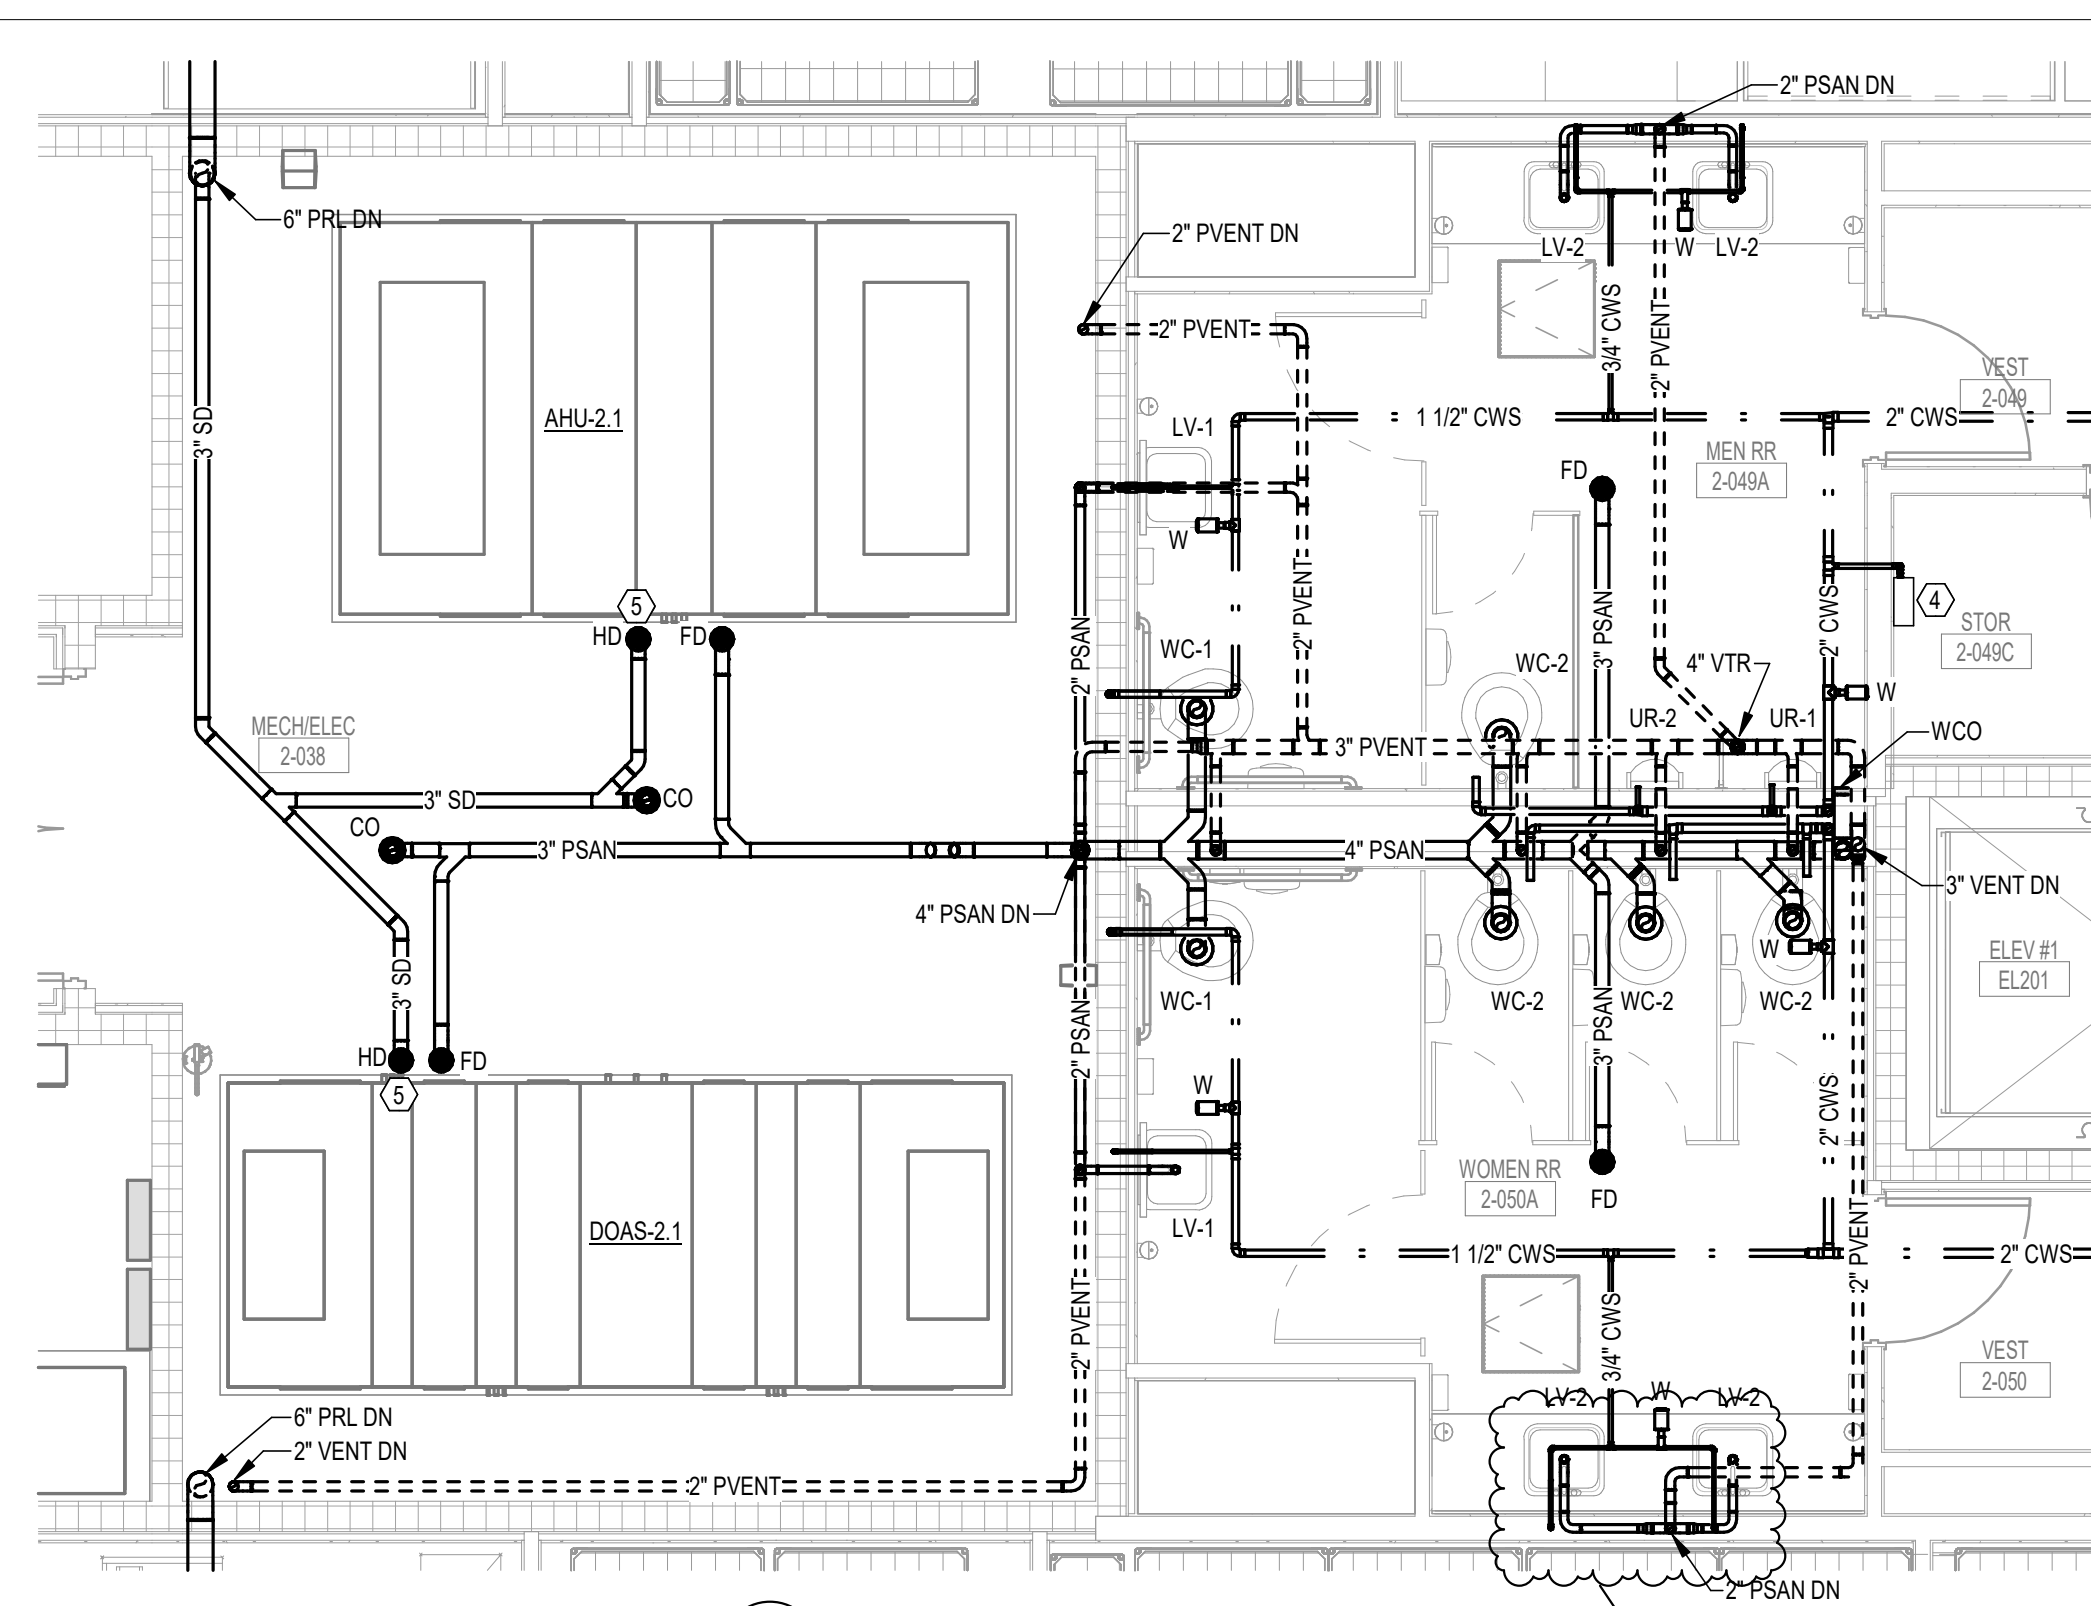 2" PSAN DN
6" PRL DN
2" PVENT DN
LV-2
W
LV-2
2" PVENT
3/4" CWS
2" PVENT
VEST
2-049
3" SD
AHU-2.1
LV-1
1 1/2" CWS
2" CWS
MEN RR
2-049A
FD
W
5
HD
FD
2" PSAN
2" PVENT
WC-1
WC-2
3" PSAN
4" VTR
2" CWS
4
STOR
2-049C
W
UR-2
UR-1
WCO
MECH/ELEC
2-038
3" PVENT
3" SD
CO
CO
3" PSAN
4" PSAN
4" PSAN DN
3" VENT DN
W
ELEV #1
EL201
3" SD
WC-1
WC-2
WC-2
WC-2
2" PSAN
3" PSAN
HD
FD
5
W
2" CWS
WOMEN RR
2-050A
FD
LV-1
DOAS-2.1
1 1/2" CWS
2" PVENT
2" CWS
2" PVENT
3/4" CWS
VEST
2-050
LV-2
W
LV-2
6" PRL DN
2" VENT DN
2" PVENT
2" PSAN DN